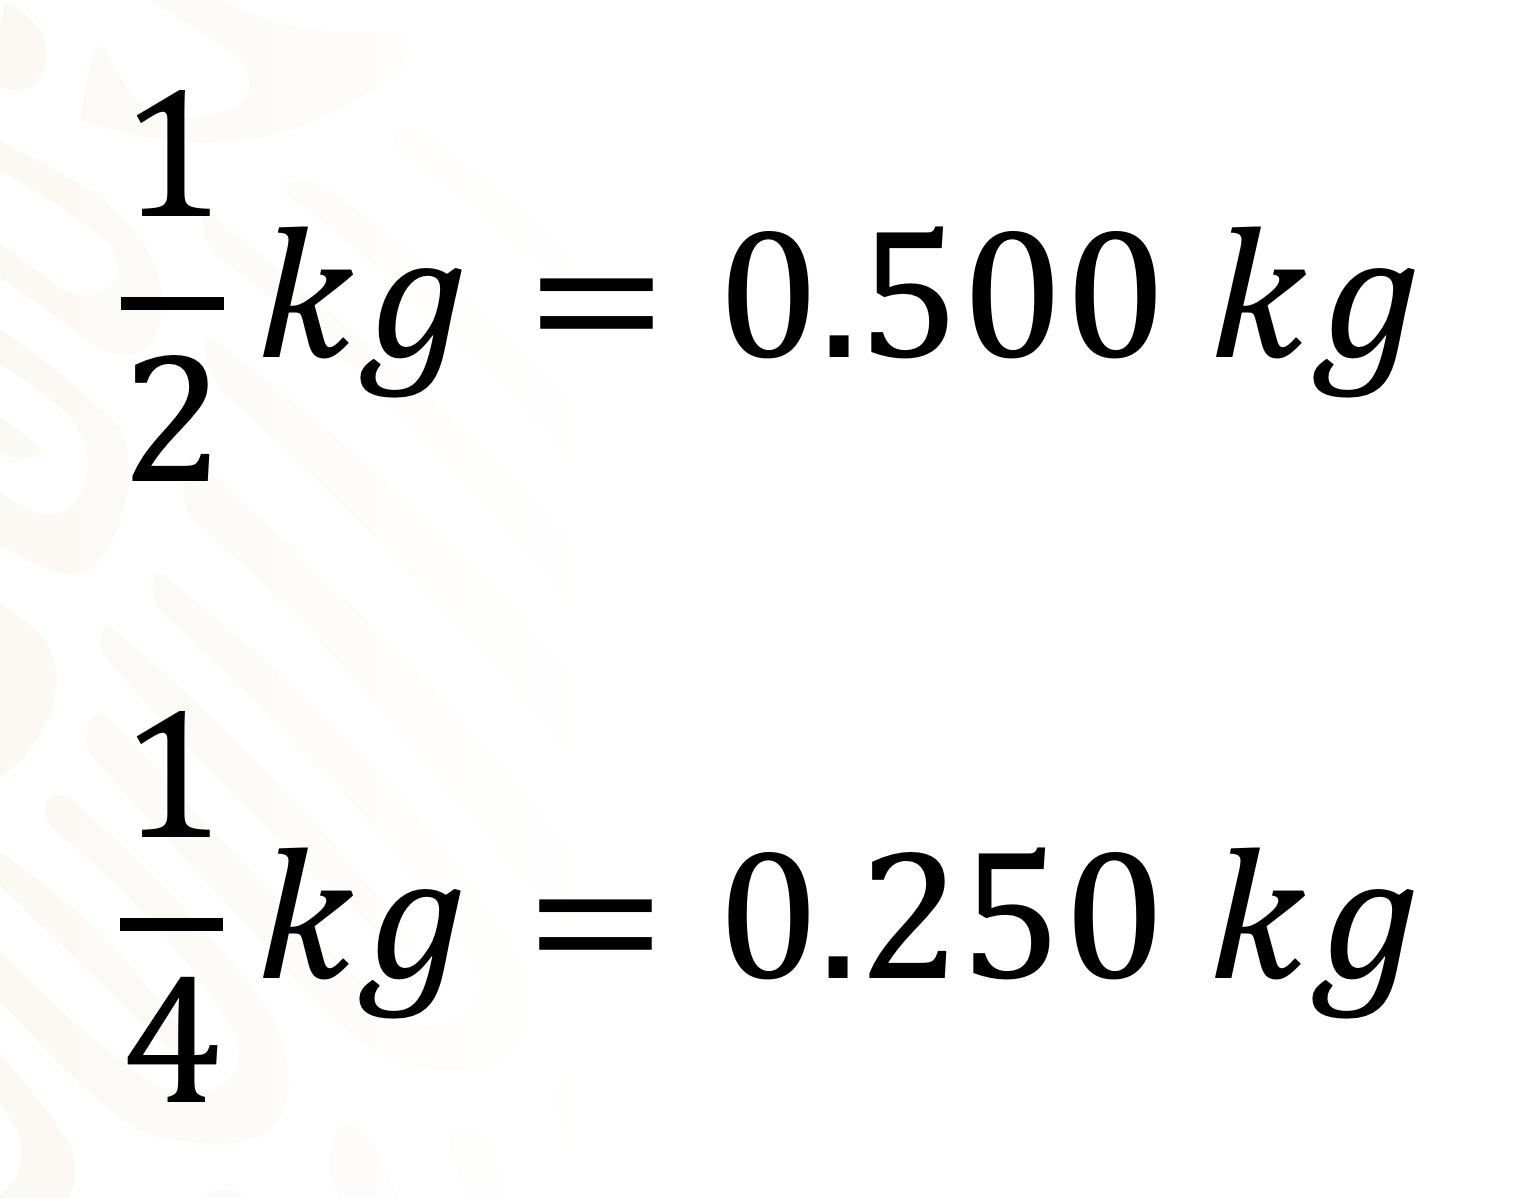 1/2 kg = 0.500 kg
1/4 kg = 0.250 kg